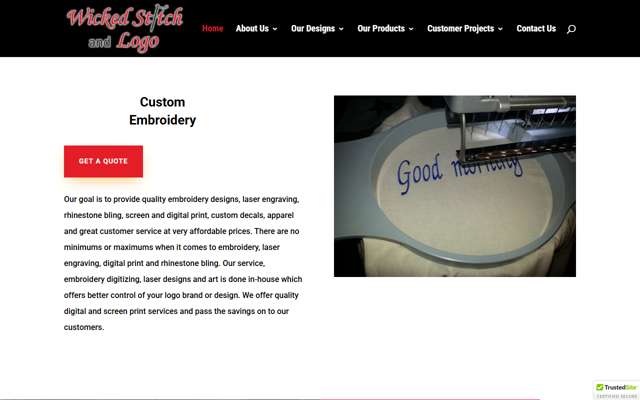 Wicked Stitch
and Logo
Home About Us Our Designs Our Products Customer Projects Contact Us
Custom
Embroidery
GET A QUOTE
Our goal is to provide quality embroidery designs, laser engraving,
rhinestone bling, screen and digital print, custom decals, apparel
and great customer service at very affordable prices. There are no
minimums or maximums when it comes to embroidery, laser
engraving, digital print and rhinestone bling. Our service,
embroidery digitizing, laser designs and art is done in-house which
offers better control of your logo brand or design. We offer quality
digital and screen print services and pass the savings on to our
customers.
Good morning
TrustedSite
CERTIFIED SECURE